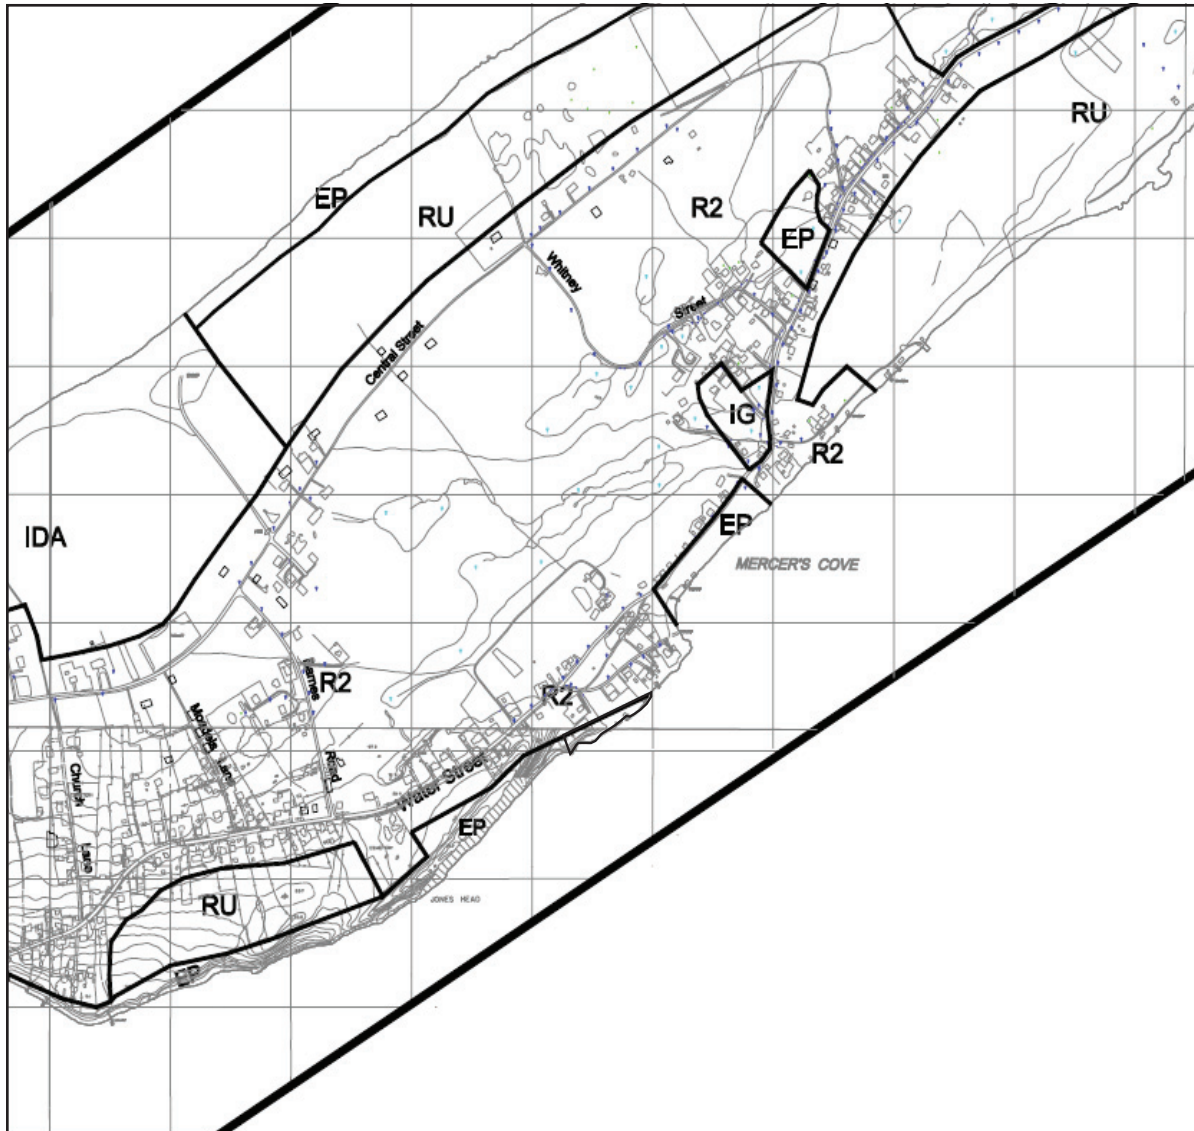 RU
EP
R2
RU
EP
Whitney
Street
Central Street
IG
R2
EP
IDA
MERCER'S COVE
R2
Barnes
R2
Road
Church
Lane
Water Street
EP
JONES HEAD
RU
EP